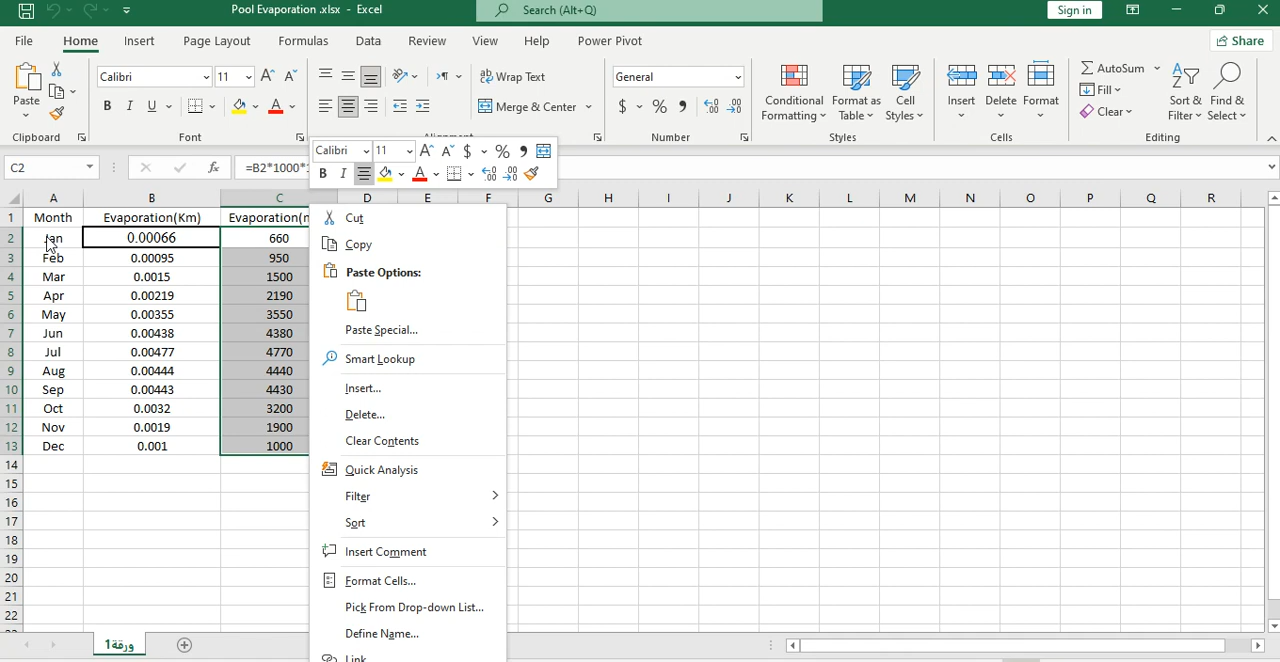 Pool Evaporation .xlsx - Excel
Search (Alt+Q)
Sign in
File Home Insert Page Layout Formulas Data Review View Help Power Pivot
Share
Paste
Calibri 11
B I U
Wrap Text
Merge & Center
General
$ %
Conditional Formatting
Format as Table
Cell Styles
Insert
Delete
Format
AutoSum
Fill
Clear
Sort & Filter
Find & Select
Clipboard Font Number Styles Cells Editing
C2
fx
=B2*1000*
Calibri 11
$ %
B I
A B C D E F G H I J K L M N O P Q R
1 Month Evaporation(Km)
2 Jan 0.00066 660
3 Feb 0.00095 950
4 Mar 0.0015 1500
5 Apr 0.00219 2190
6 May 0.00355 3550
7 Jun 0.00438 4380
8 Jul 0.00477 4770
9 Aug 0.00444 4440
10 Sep 0.00443 4430
11 Oct 0.0032 3200
12 Nov 0.0019 1900
13 Dec 0.001 1000
14
15
16
17
18
19
20
21
22
Cut
Copy
Paste Options:
Paste Special...
Smart Lookup
Insert...
Delete...
Clear Contents
Quick Analysis
Filter
Sort
Insert Comment
Format Cells...
Pick From Drop-down List...
Define Name...
Link
ورقة1